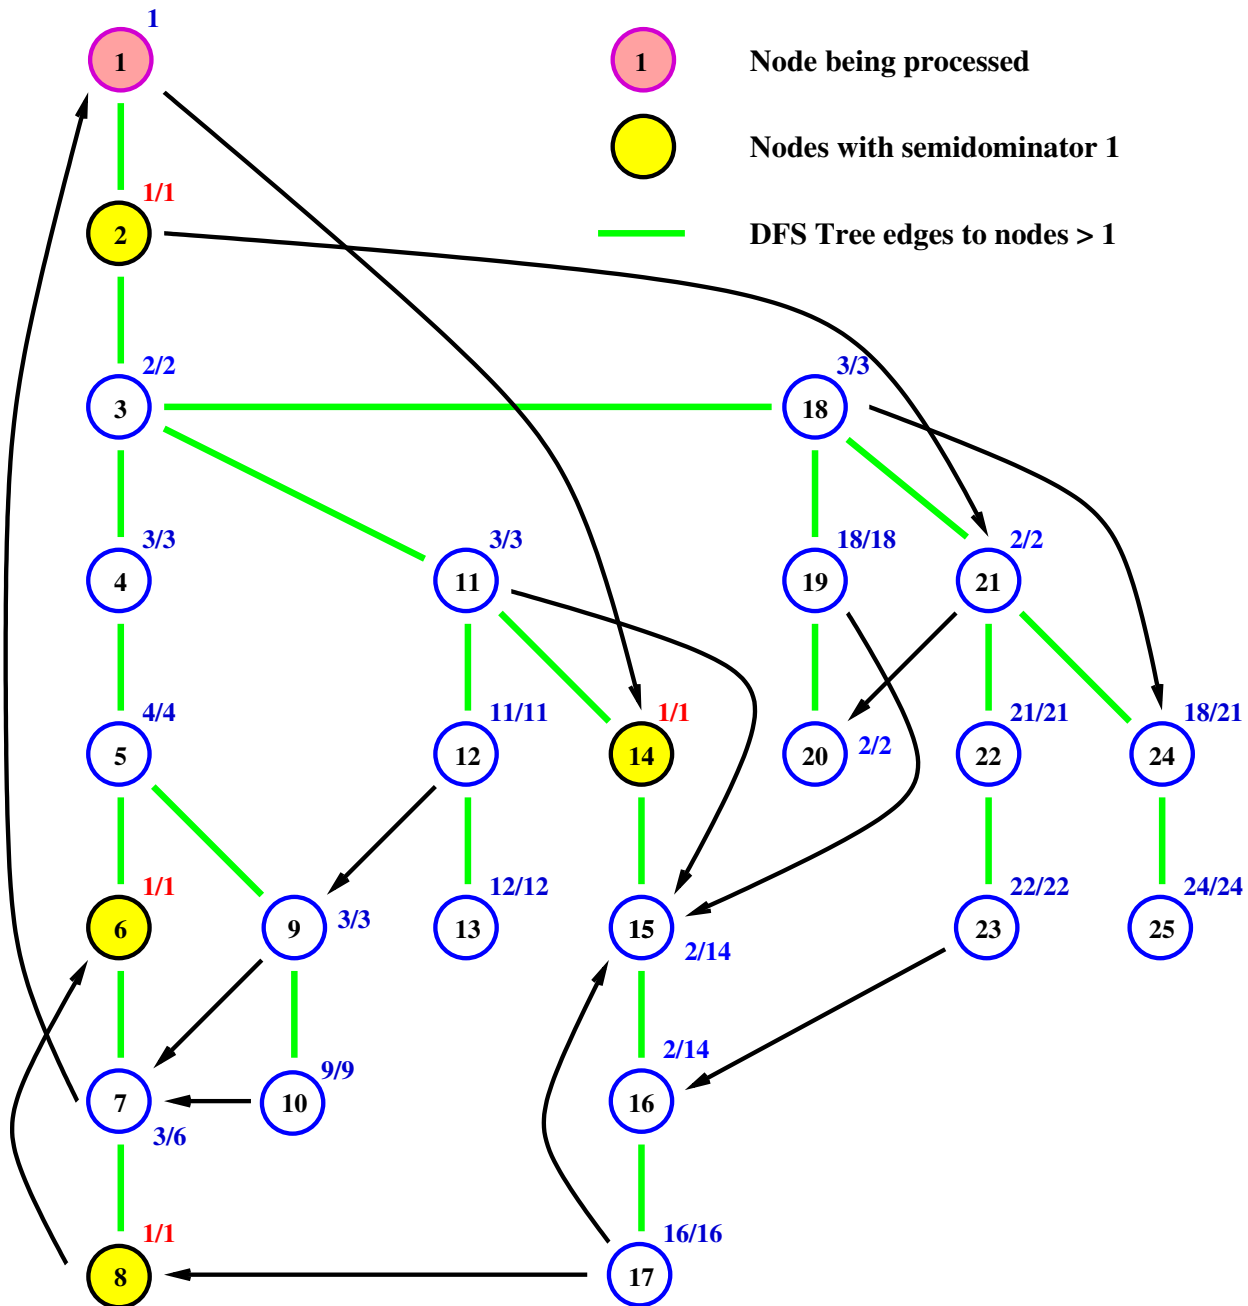 1
1 1 Node being processed
Nodes with semidominator 1
1/1
2 DFS Tree edges to nodes > 1
2/2 3/3
3 18
3/3 3/3 18/18 2/2
4 11 19 21
4/4 11/11 1/1 21/21 18/21
5 12 14 20 2/2 22 24
1/1 12/12 22/22 24/24
6 9 3/3 13 15 23 25
2/14
9/9 2/14
7 10 16
3/6
1/1 16/16
8 17